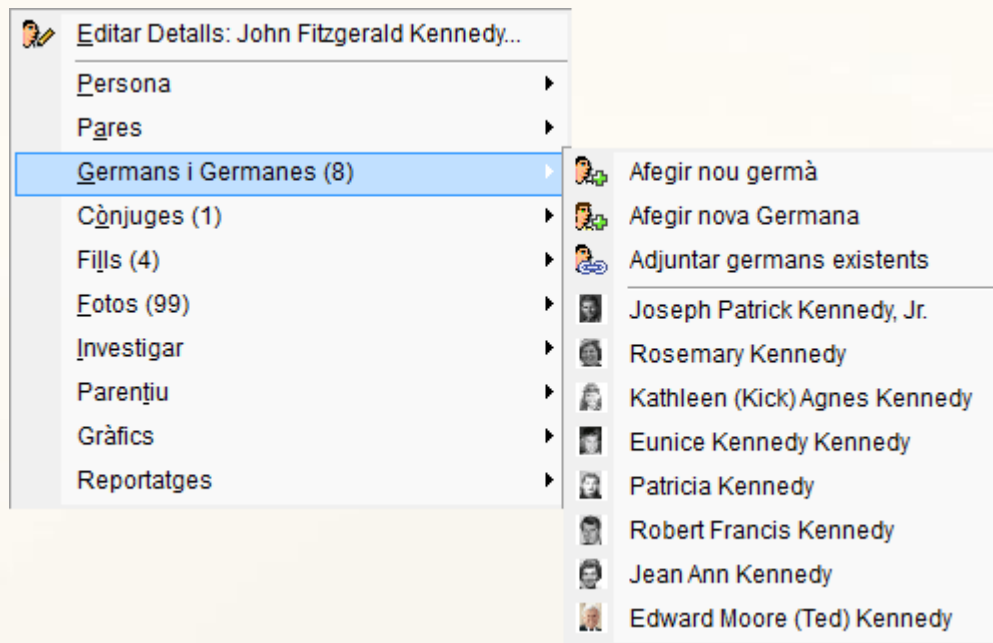 Editar Detalls: John Fitzgerald Kennedy...
Persona
Pares
Germans i Germanes (8)
Cònjuges (1)
Fills (4)
Fotos (99)
Investigar
Parentiu
Gràfics
Reportatges
Afegir nou germà
Afegir nova Germana
Adjuntar germans existents
Joseph Patrick Kennedy, Jr.
Rosemary Kennedy
Kathleen (Kick) Agnes Kennedy
Eunice Kennedy Kennedy
Patricia Kennedy
Robert Francis Kennedy
Jean Ann Kennedy
Edward Moore (Ted) Kennedy